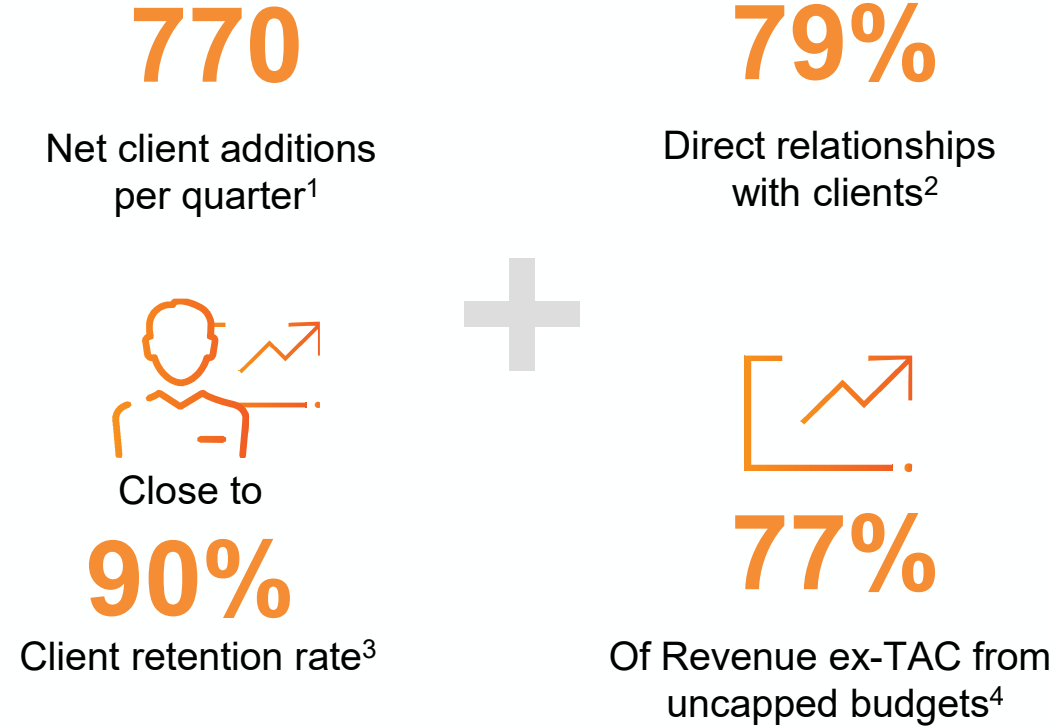 770
Net client additions
per quarter¹
79%
Direct relationships
with clients²
Close to
90%
Client retention rate³
77%
Of Revenue ex-TAC from
uncapped budgets⁴